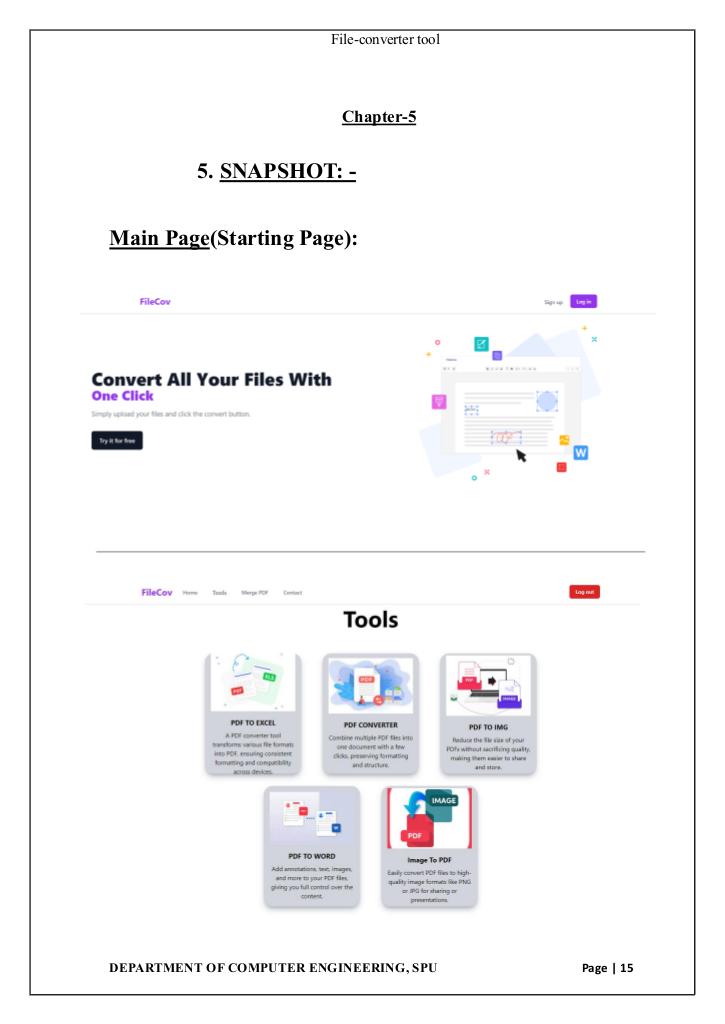 File-converter tool
Chapter-5
5. SNAPSHOT: -
Main Page(Starting Page):
FileCov
Sign up
Log in
Convert All Your Files With
One Click
Simply upload your files and click the convert button.
Try it for free
W
FileCov
Home
Tools
Merge PDF
Contact
Log out
Tools
PDF
XLS
PDF TO EXCEL
A PDF converter tool
transforms various file formats
into PDF, ensuring consistent
formatting and compatibility
across devices.
PDF
PDF CONVERTER
Combine multiple PDF files into
one document with a few
clicks, preserving formatting
and structure.
PDF
IMAGE
PDF TO IMG
Reduce the file size of your
PDFs without sacrificing quality,
making them easier to share
and store.
PDF TO WORD
Add annotations, text, images,
and more to your PDF files,
giving you full control over the
content.
IMAGE
PDF
Image To PDF
Easily convert PDF files to high-
quality image formats like PNG
or JPG for sharing or
presentations.
DEPARTMENT OF COMPUTER ENGINEERING, SPU
Page | 15